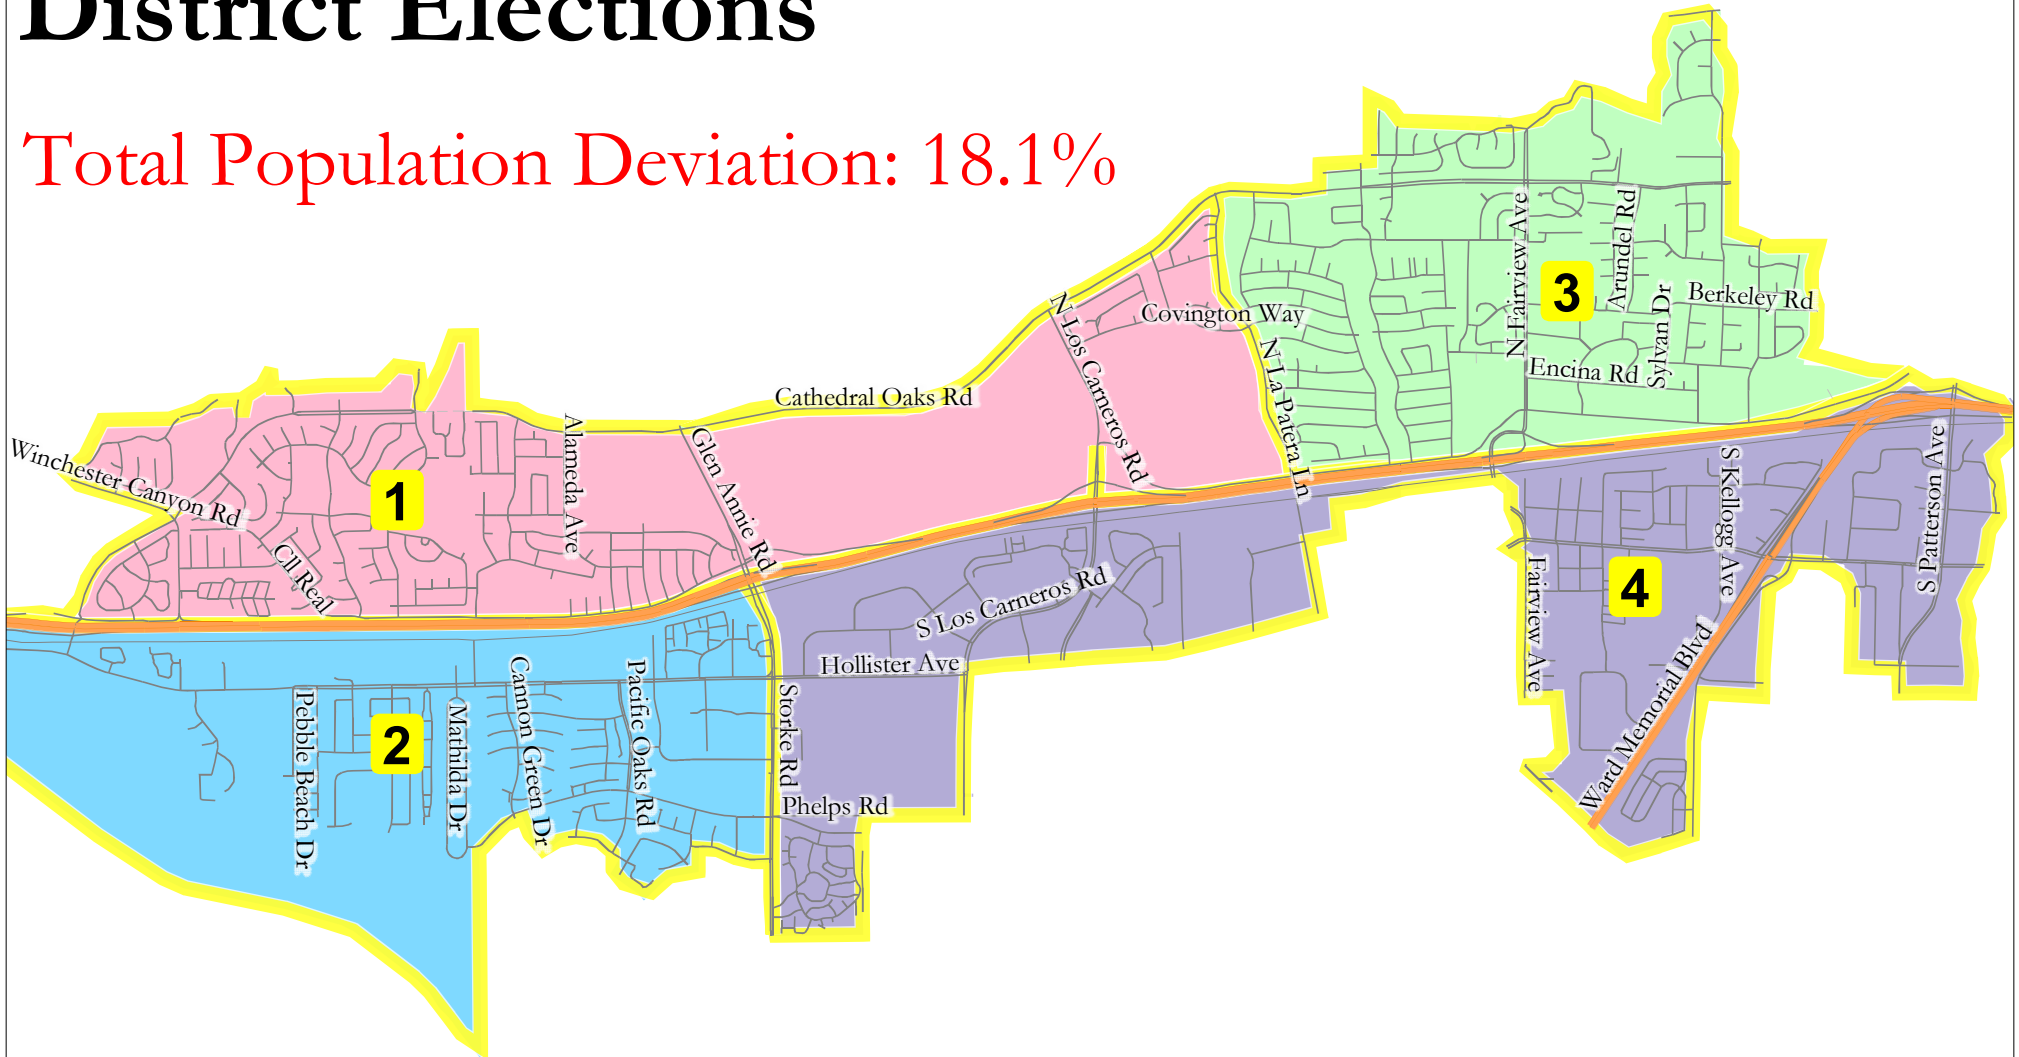 District Elections
Total Population Deviation: 18.1%
N Fairview Ave
Arundel Rd
3
Berkeley Rd
Sylvan Dr
Encina Rd
Covington Way
N Los Carneros Rd
N La Patera Ln
Cathedral Oaks Rd
Winchester Canyon Rd
1
Alameda Ave
Glen Annie Rd
Cll Real
S Kellogg Ave
S Patterson Ave
4
Fairview Ave
Ward Memorial Blvd
S Los Carneros Rd
Hollister Ave
Storke Rd
Phelps Rd
Pebble Beach Dr
2
Mathilda Dr
Cannon Green Dr
Pacific Oaks Rd